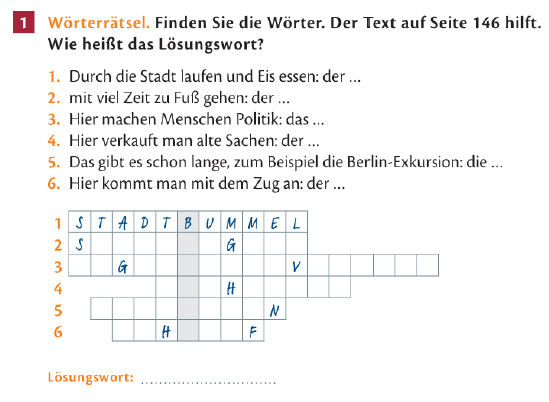 1 Wörterrätsel. Finden Sie die Wörter. Der Text auf Seite 146 hilft.
Wie heißt das Lösungswort?
1. Durch die Stadt laufen und Eis essen: der ...
2. mit viel Zeit zu Fuß gehen: der ...
3. Hier machen Menschen Politik: das ...
4. Hier verkauft man alte Sachen: der ...
5. Das gibt es schon lange, zum Beispiel die Berlin-Exkursion: die ...
6. Hier kommt man mit dem Zug an: der ...
1 S T A D T B U M M E L
2 S G
3 G V
4 H
5 N
6 H F
Lösungswort: ..............................